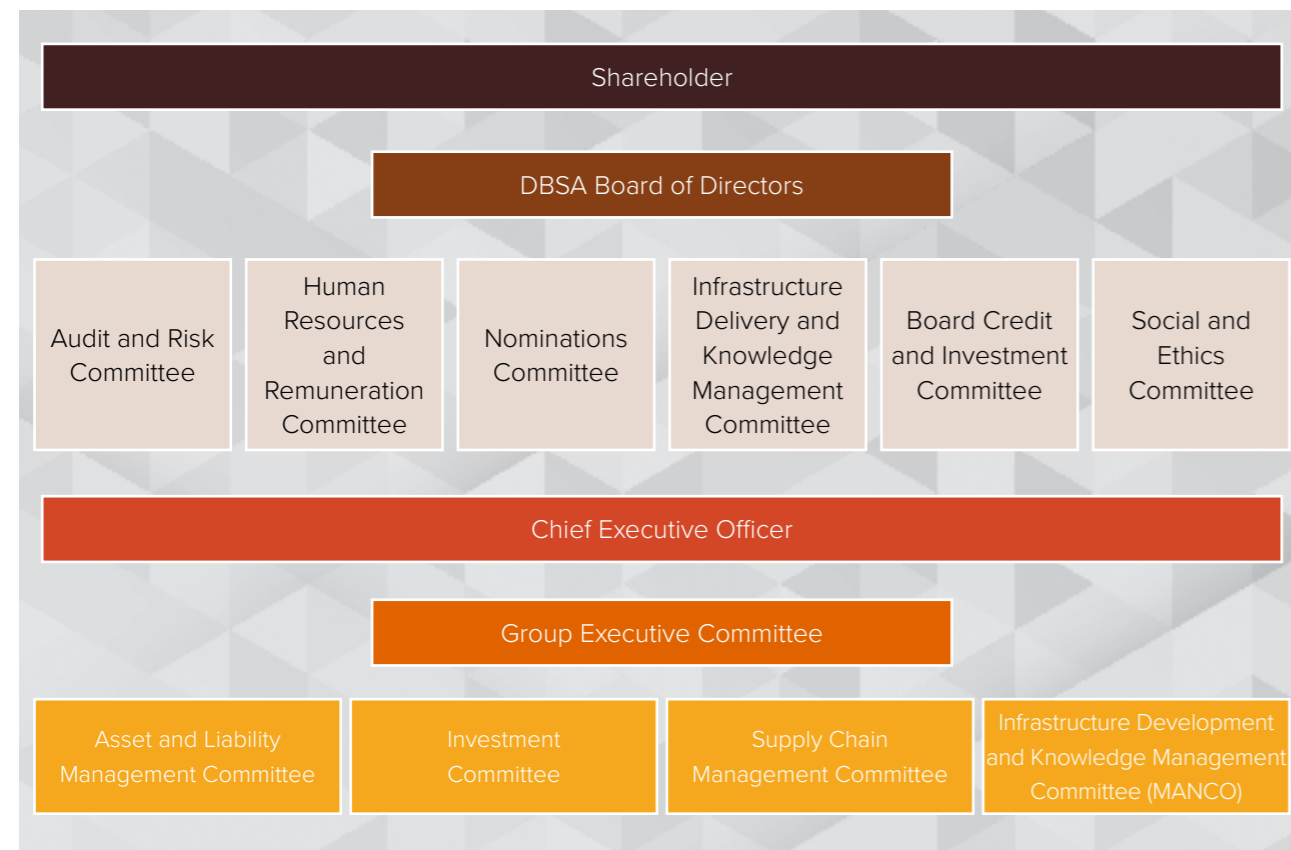 Shareholder
DBSA Board of Directors
Audit and Risk
Committee
Human
Resources
and
Remuneration
Committee
Nominations
Committee
Infrastructure
Delivery and
Knowledge
Management
Committee
Board Credit
and Investment
Committee
Social and
Ethics
Committee
Chief Executive Officer
Group Executive Committee
Asset and Liability
Management Committee
Investment
Committee
Supply Chain
Management Committee
Infrastructure Development
and Knowledge Management
Committee (MANCO)